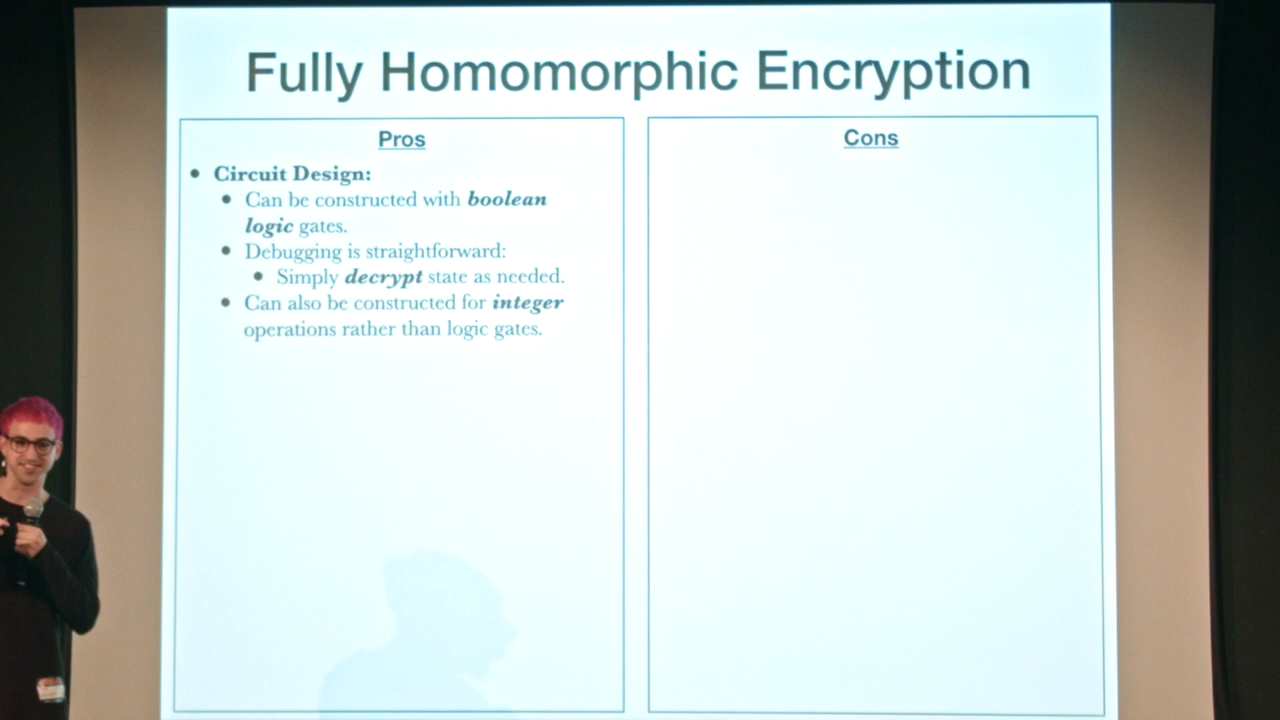 Fully Homomorphic Encryption
Pros
• Circuit Design:
• Can be constructed with boolean
logic gates.
• Debugging is straightforward:
• Simply decrypt state as needed.
• Can also be constructed for integer
operations rather than logic gates.
Cons